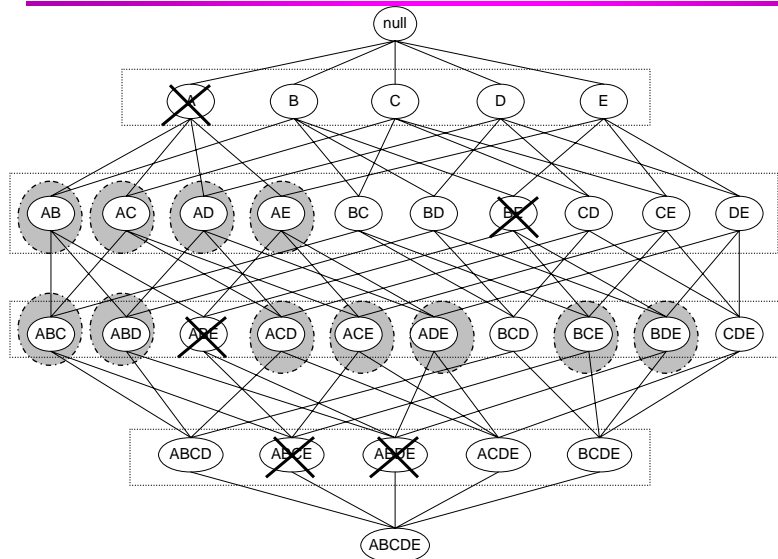 null
A B C D E
AB AC AD AE BC BD BE CD CE DE
ABC ABD ABE ACD ACE ADE BCD BCE BDE CDE
ABCD ABCE ABDE ACDE BCDE
ABCDE